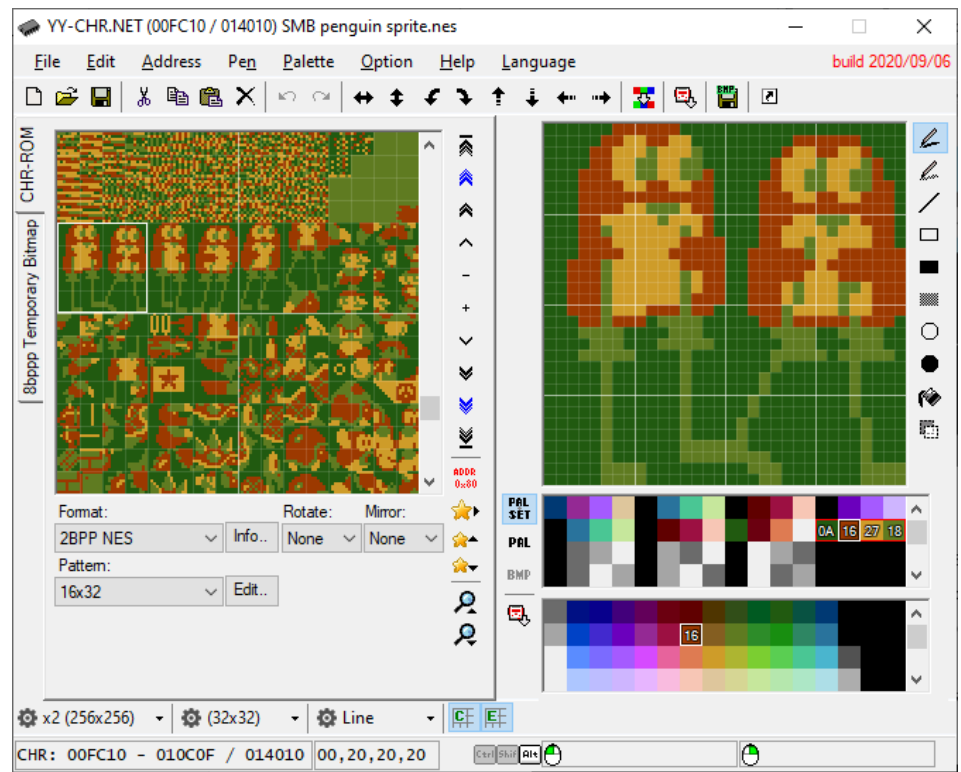 YY-CHR.NET (00FC10 / 014010) SMB penguin sprite.nes
File Edit Address Pen Palette Option Help Language build 2020/09/06
BMP
CHR-ROM
8bppp Temporary Bitmap
ADDR
0x80
Format: Rotate: Mirror:
2BPP NES Info.. None None
Pattern:
16x32 Edit..
PAL
SET
PAL
BMP
0A 16 27 18
16
x2 (256x256) (32x32) Line C E
CHR: 00FC10 - 010C0F / 014010 00,20,20,20 Ctrl Shif Alt